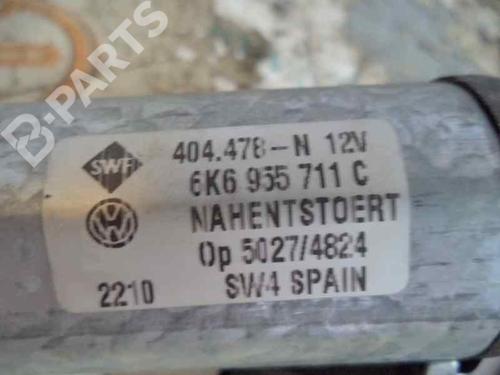 B-PARTS
SWF 404.478-N 12V
6K6 955 711 C
NAHENTSTOERT
Op 5027/4824
2210 SW4 SPAIN